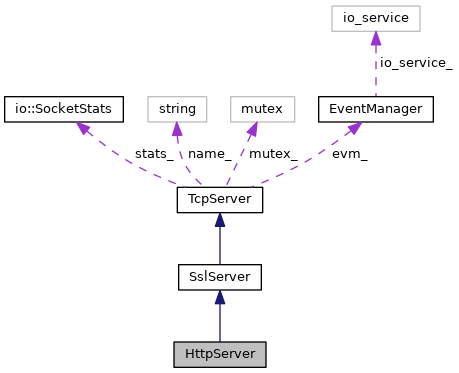 io_service
io_service_
io::SocketStats
string
mutex
EventManager
stats_
name_
mutex_
evm_
TcpServer
SslServer
HttpServer